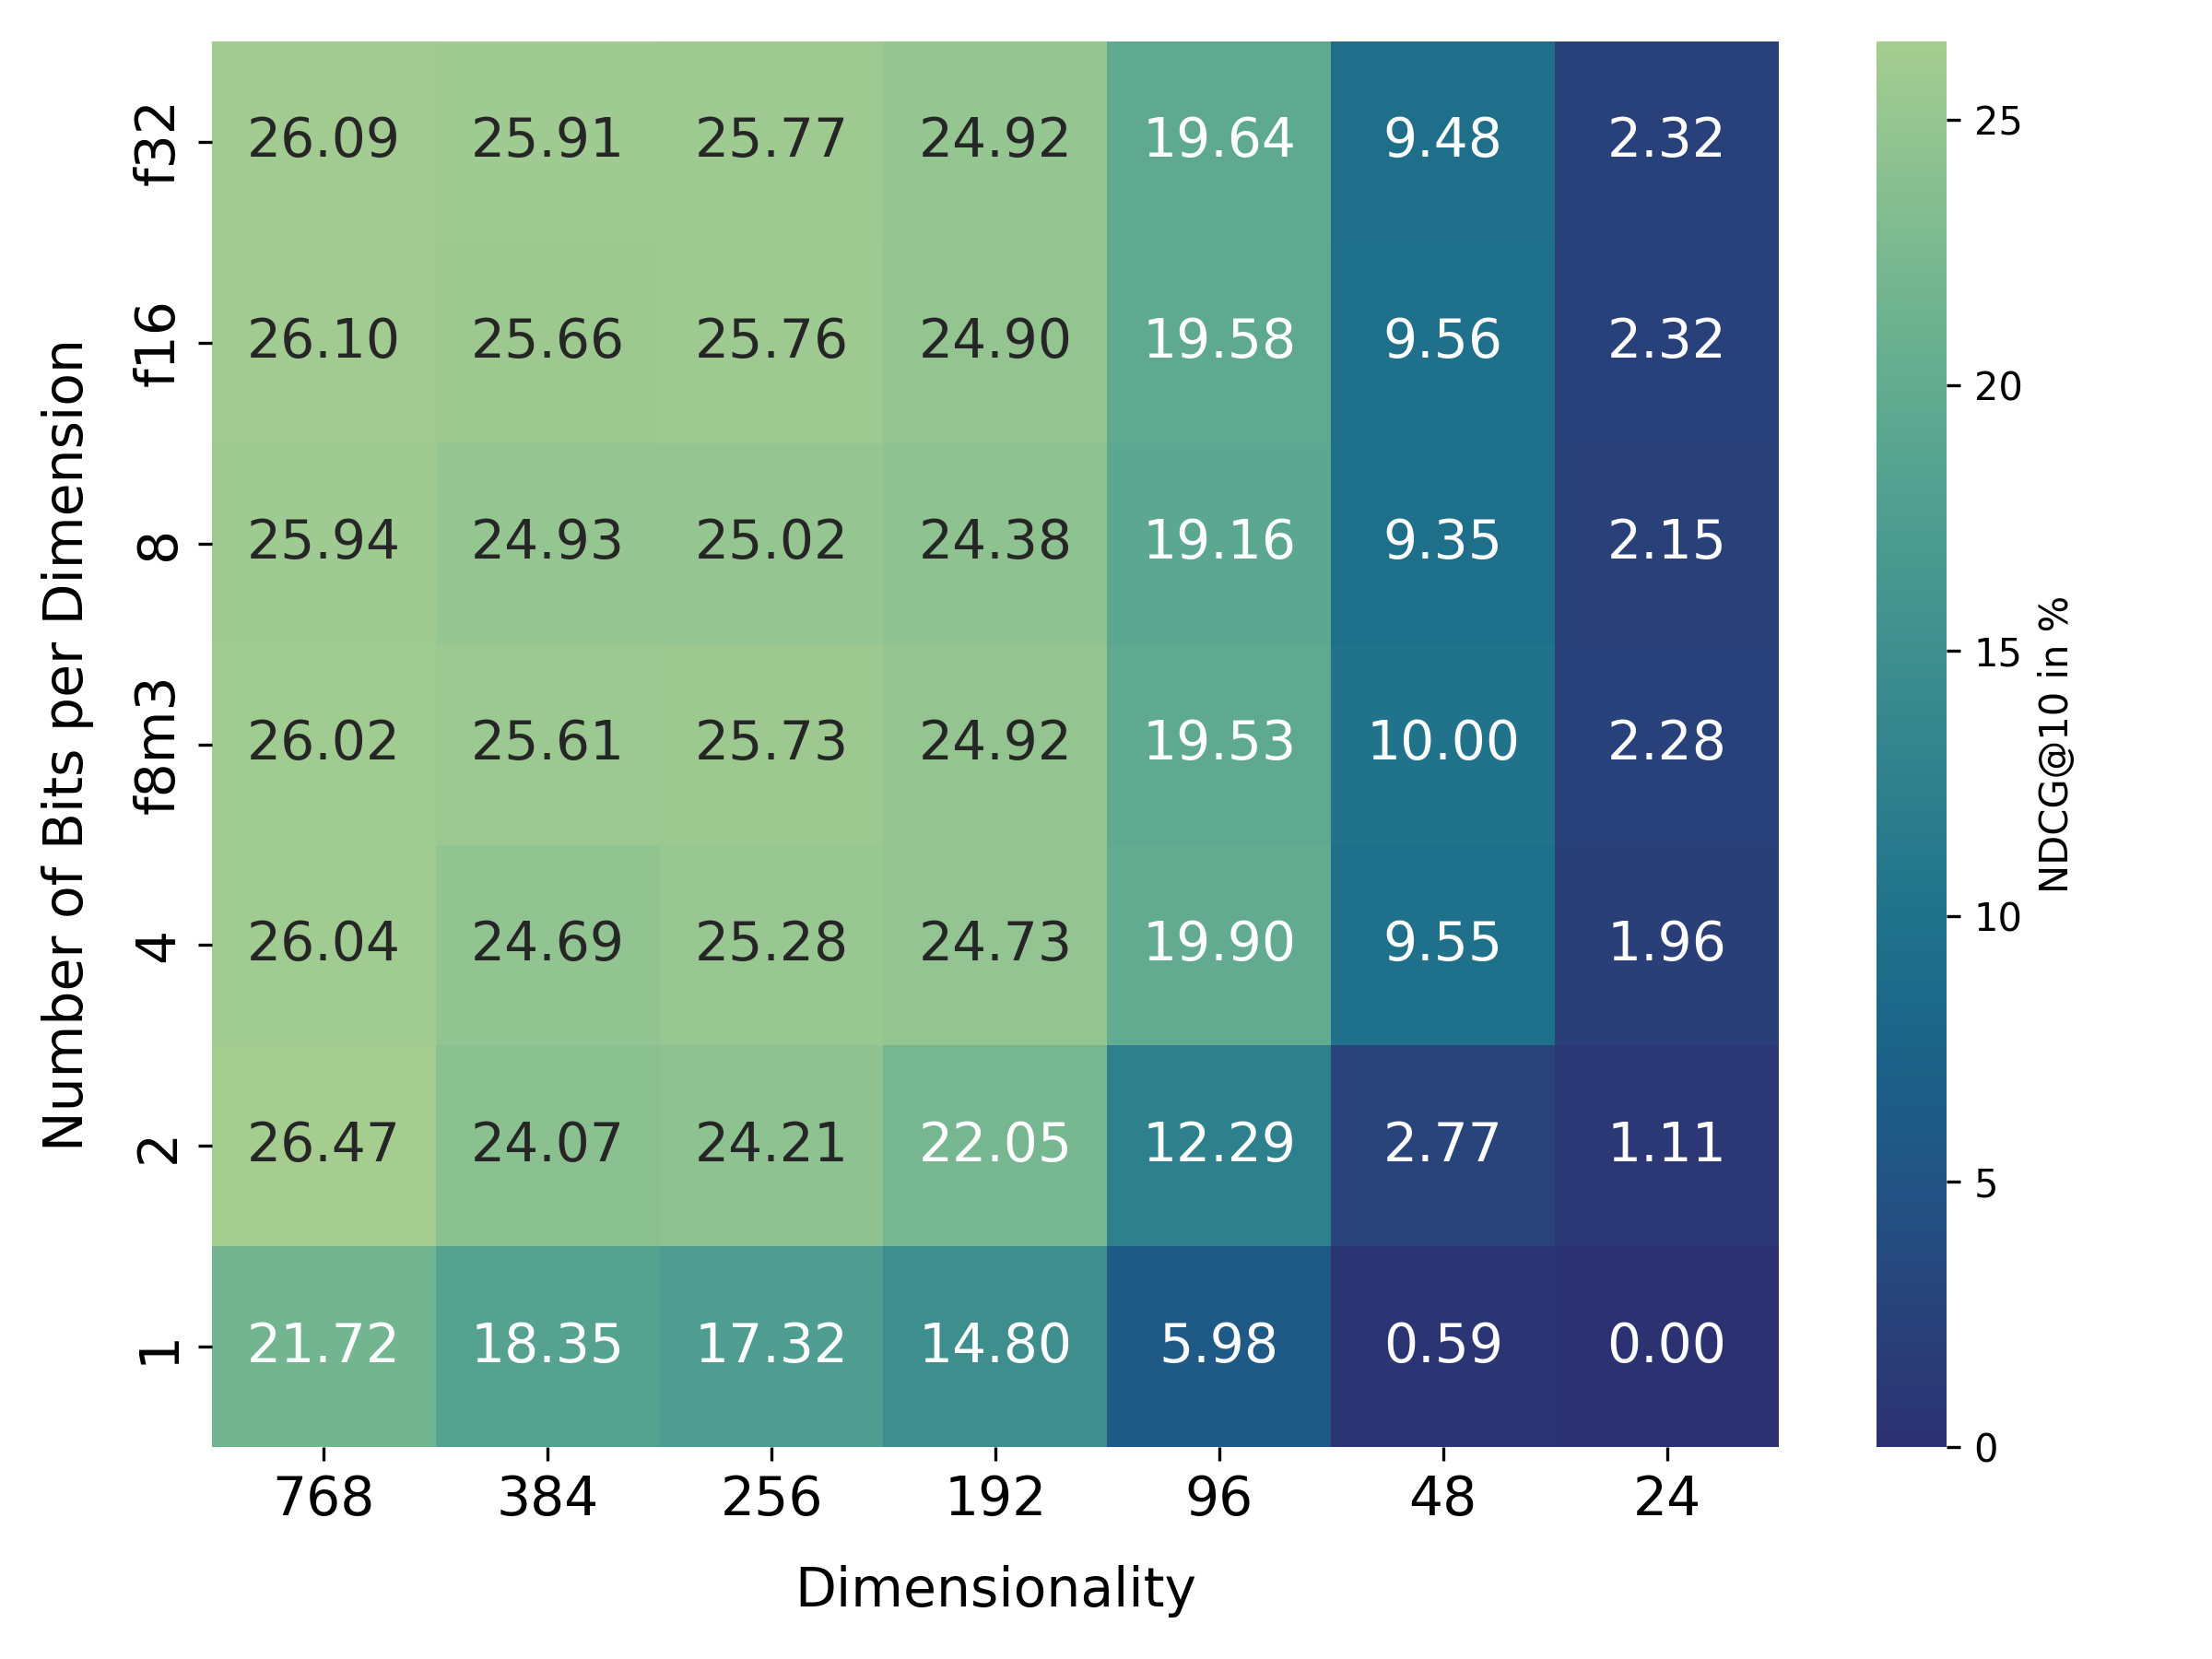 Number of Bits per Dimension
f32 26.09 25.91 25.77 24.92 19.64 9.48 2.32
f16 26.10 25.66 25.76 24.90 19.58 9.56 2.32
8 25.94 24.93 25.02 24.38 19.16 9.35 2.15
f8m3 26.02 25.61 25.73 24.92 19.53 10.00 2.28
4 26.04 24.69 25.28 24.73 19.90 9.55 1.96
2 26.47 24.07 24.21 22.05 12.29 2.77 1.11
1 21.72 18.35 17.32 14.80 5.98 0.59 0.00
768 384 256 192 96 48 24
Dimensionality
25
20
15
10
5
0
NDCG@10 in %